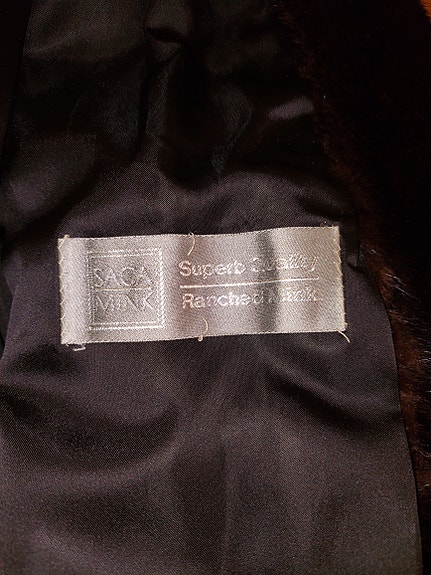 SAGA
MINK
Superb Quality
Ranched Mink